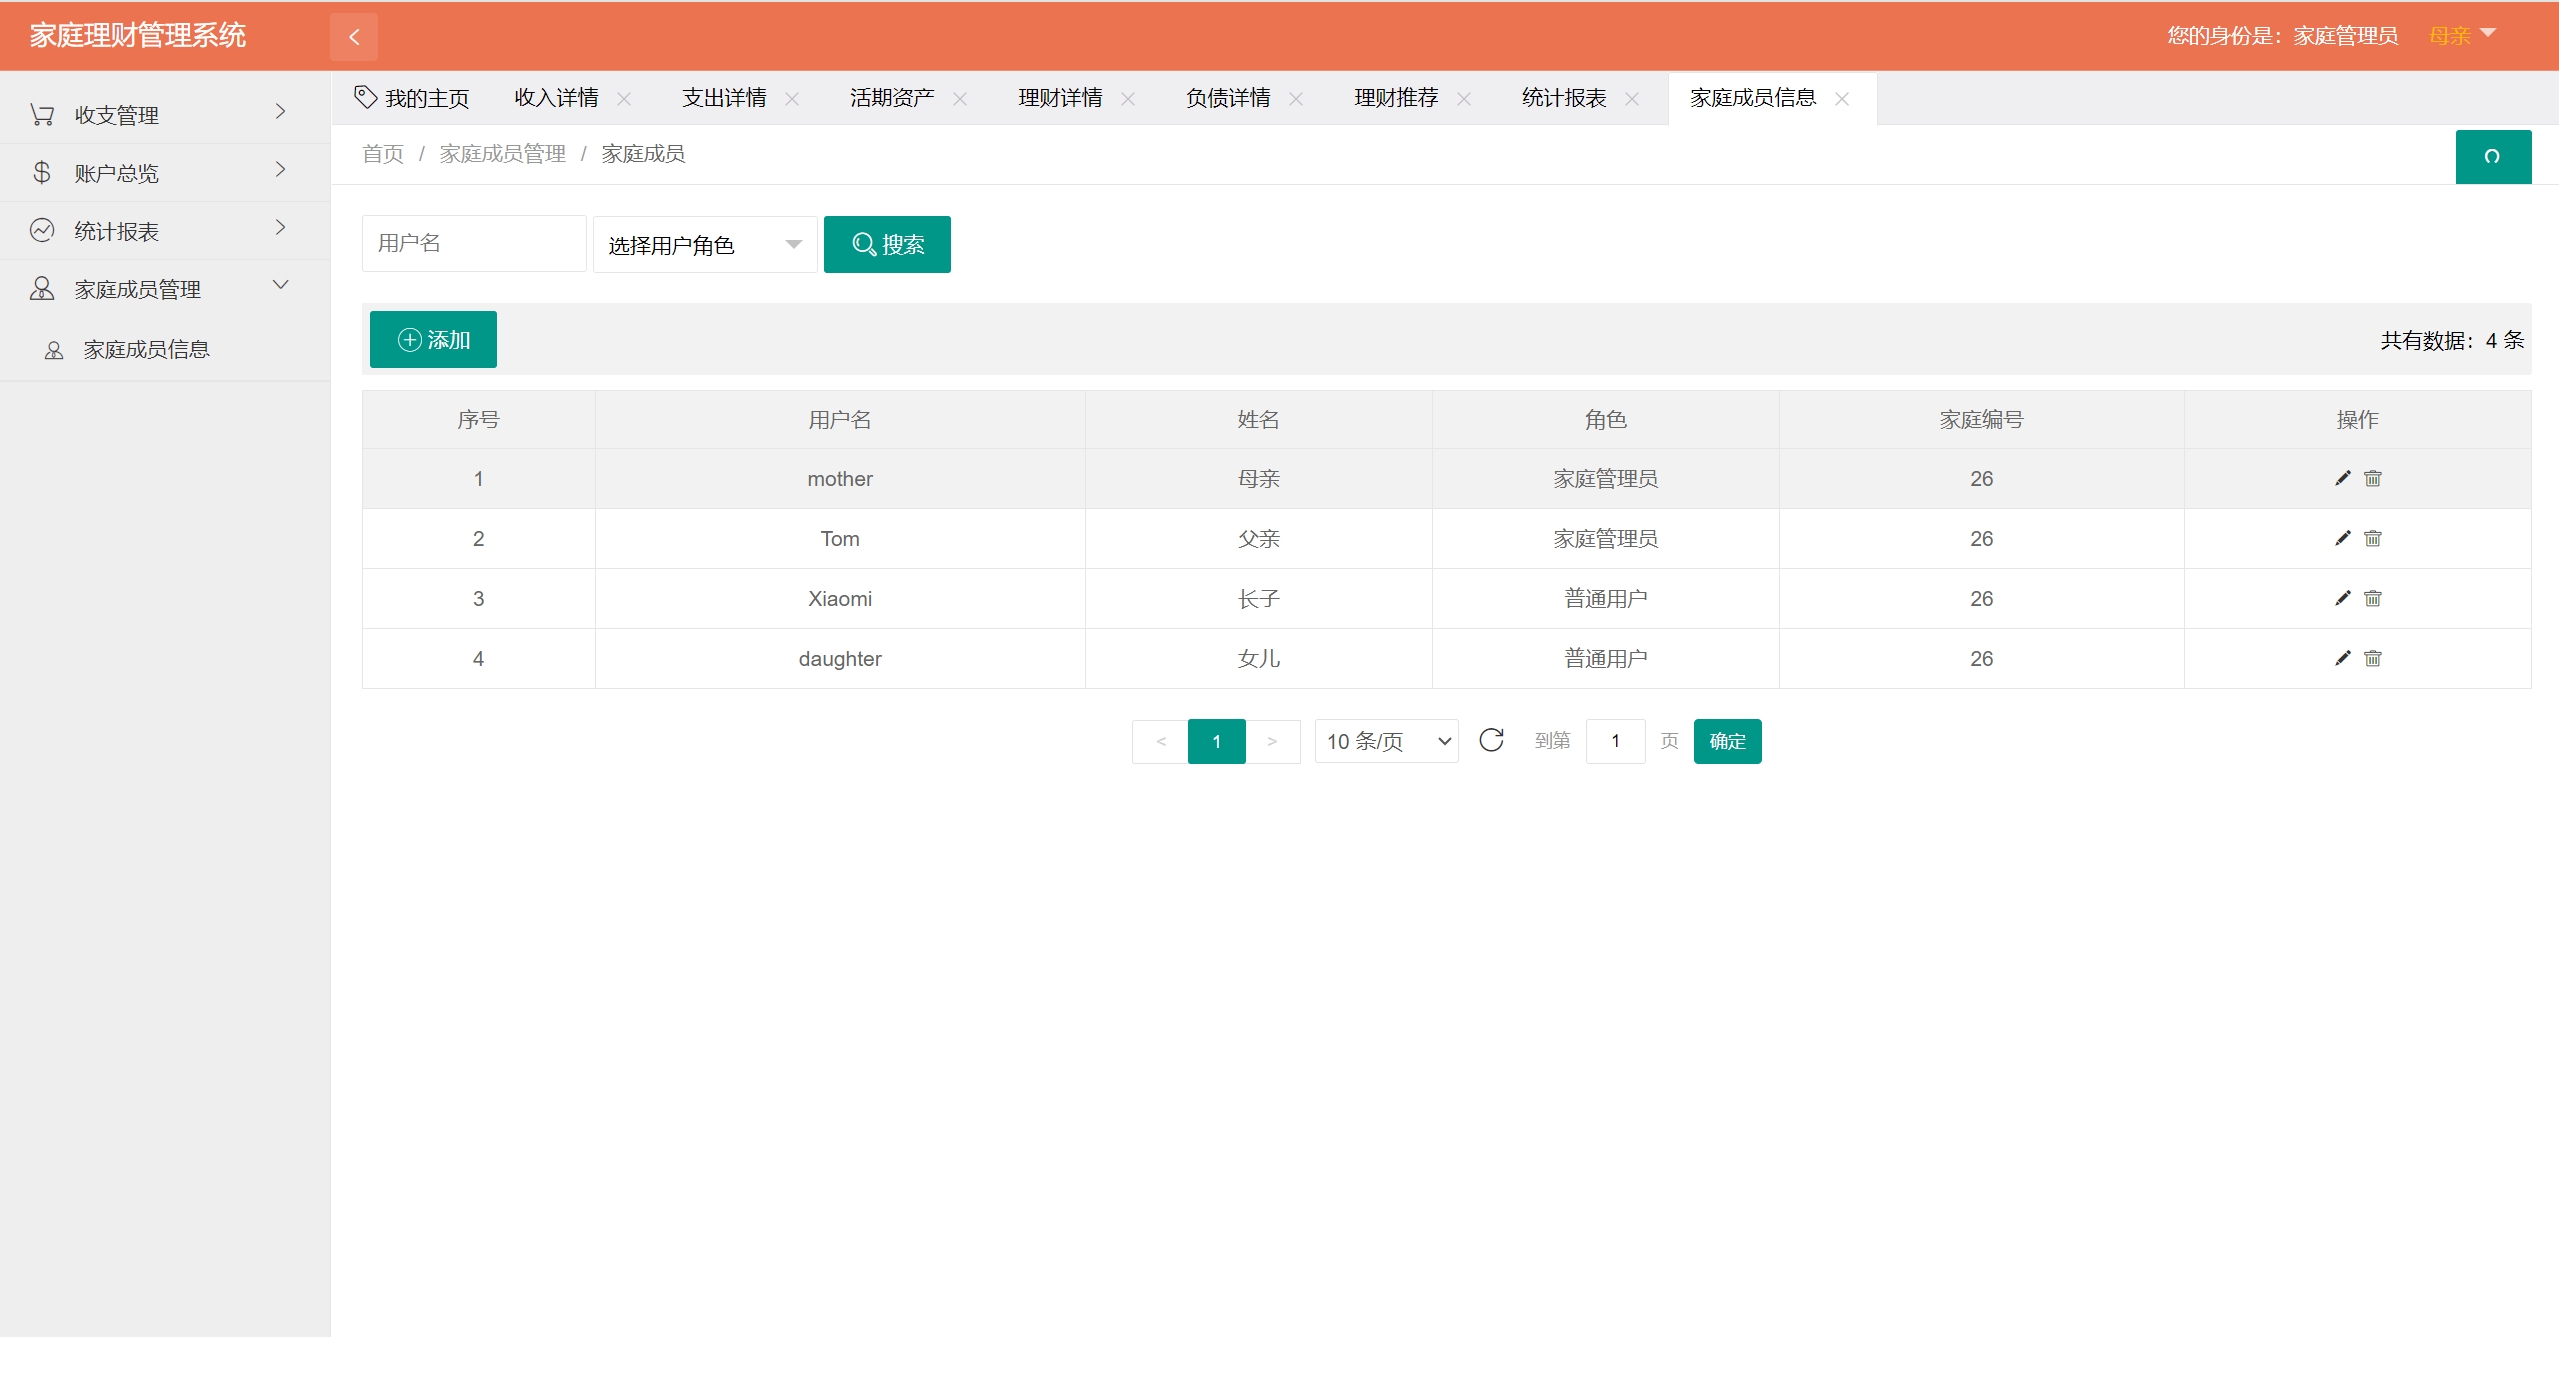 家庭理财管理系统
您的身份是：家庭管理员 母亲
收支管理
账户总览
统计报表
家庭成员管理
家庭成员信息
我的主页 收入详情 支出详情 活期资产 理财详情 负债详情 理财推荐 统计报表 家庭成员信息
首页 / 家庭成员管理 / 家庭成员
用户名 选择用户角色 搜索
添加 共有数据：4 条
序号 用户名 姓名 角色 家庭编号 操作
1 mother 母亲 家庭管理员 26
2 Tom 父亲 家庭管理员 26
3 Xiaomi 长子 普通用户 26
4 daughter 女儿 普通用户 26
< 1 > 10 条/页 到第 1 页 确定